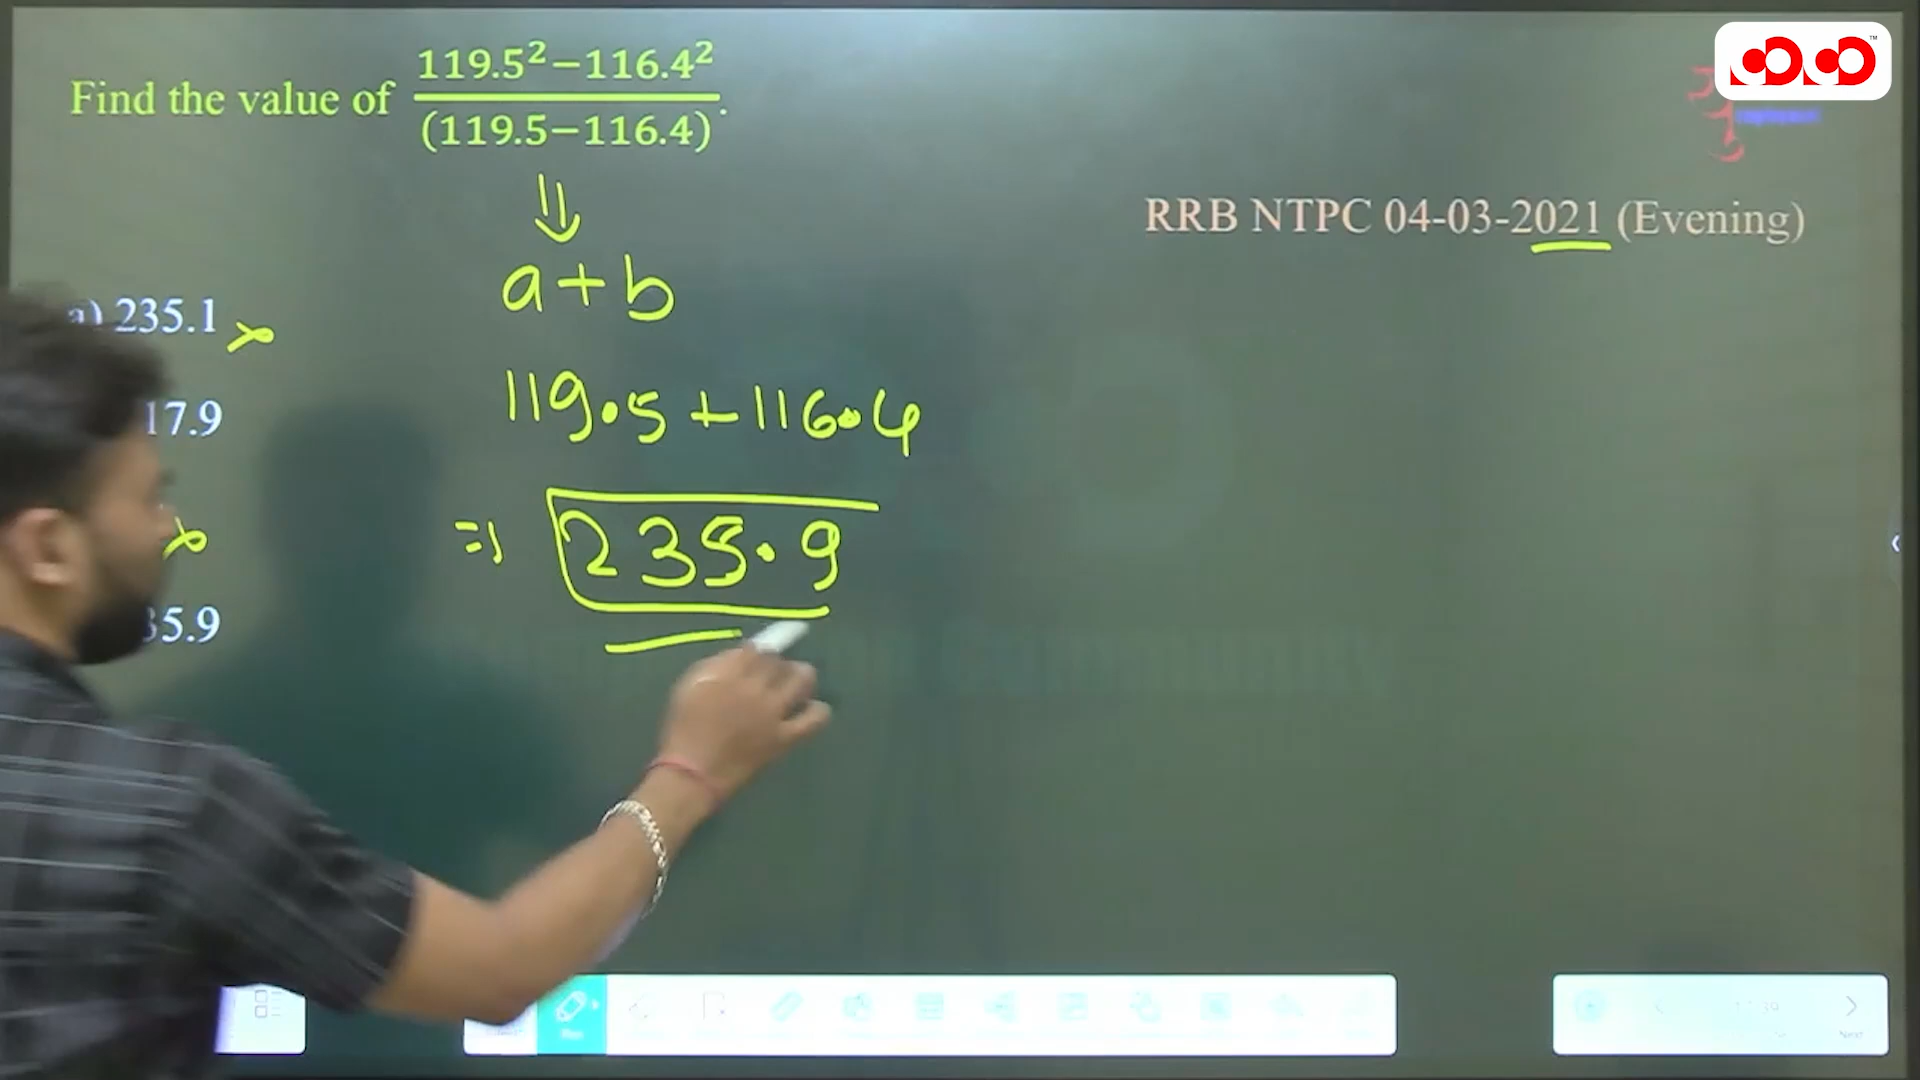 Find the value of 119.5²−116.4² / (119.5−116.4).
RRB NTPC 04-03-2021 (Evening)
a+b
a) 235.1
119.5+116.4
17.9
⇒ 235.9
35.9
Next